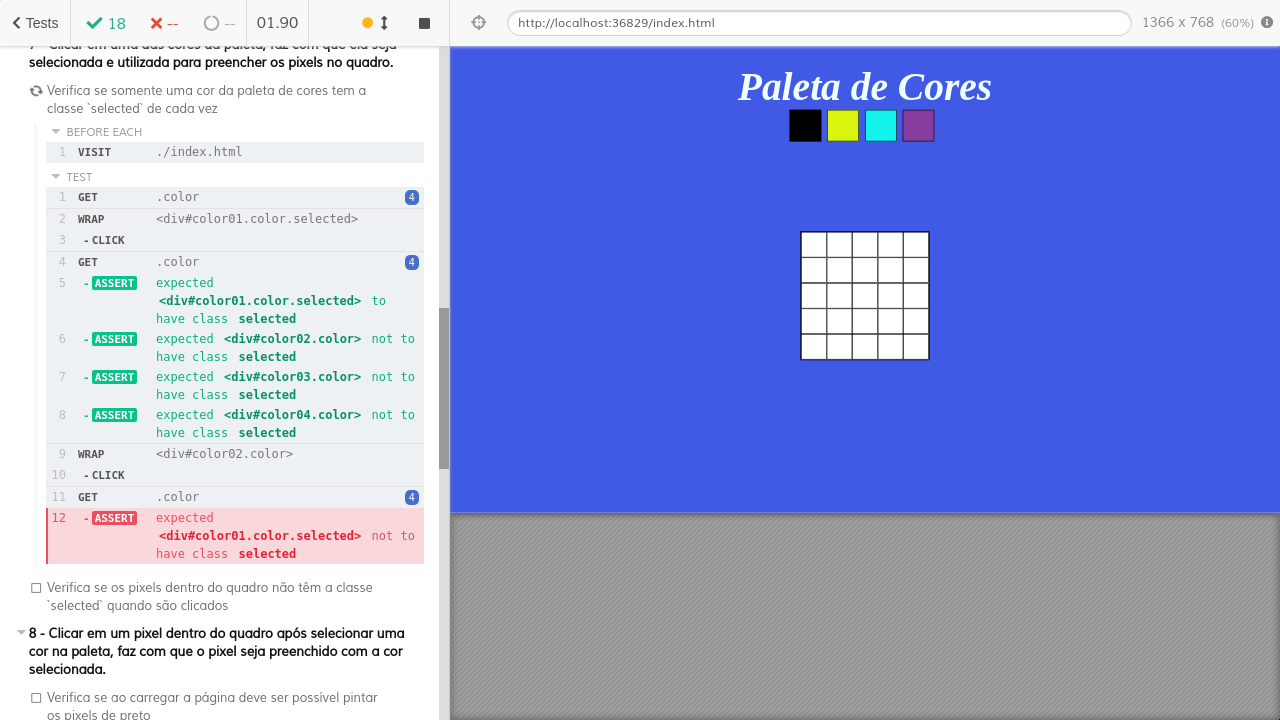 Tests
18
--
--
01.90
http://localhost:36829/index.html
1366 x 768 (60%)
7 - Clicar em uma das cores da paleta, faz com que ela seja
selecionada e utilizada para preencher os pixels no quadro.
Verifica se somente uma cor da paleta de cores tem a
classe `selected` de cada vez
BEFORE EACH
1 VISIT ./index.html
TEST
1 GET .color 4
2 WRAP <div#color01.color.selected>
3 -CLICK
4 GET .color 4
5 -ASSERT expected
<div#color01.color.selected> to
have class selected
6 -ASSERT expected <div#color02.color> not to
have class selected
7 -ASSERT expected <div#color03.color> not to
have class selected
8 -ASSERT expected <div#color04.color> not to
have class selected
9 WRAP <div#color02.color>
10 -CLICK
11 GET .color 4
12 -ASSERT expected
<div#color01.color.selected> not to
have class selected
Verifica se os pixels dentro do quadro não têm a classe
`selected` quando são clicados
8 - Clicar em um pixel dentro do quadro após selecionar uma
cor na paleta, faz com que o pixel seja preenchido com a cor
selecionada.
Verifica se ao carregar a página deve ser possível pintar
os pixels de preto
Paleta de Cores